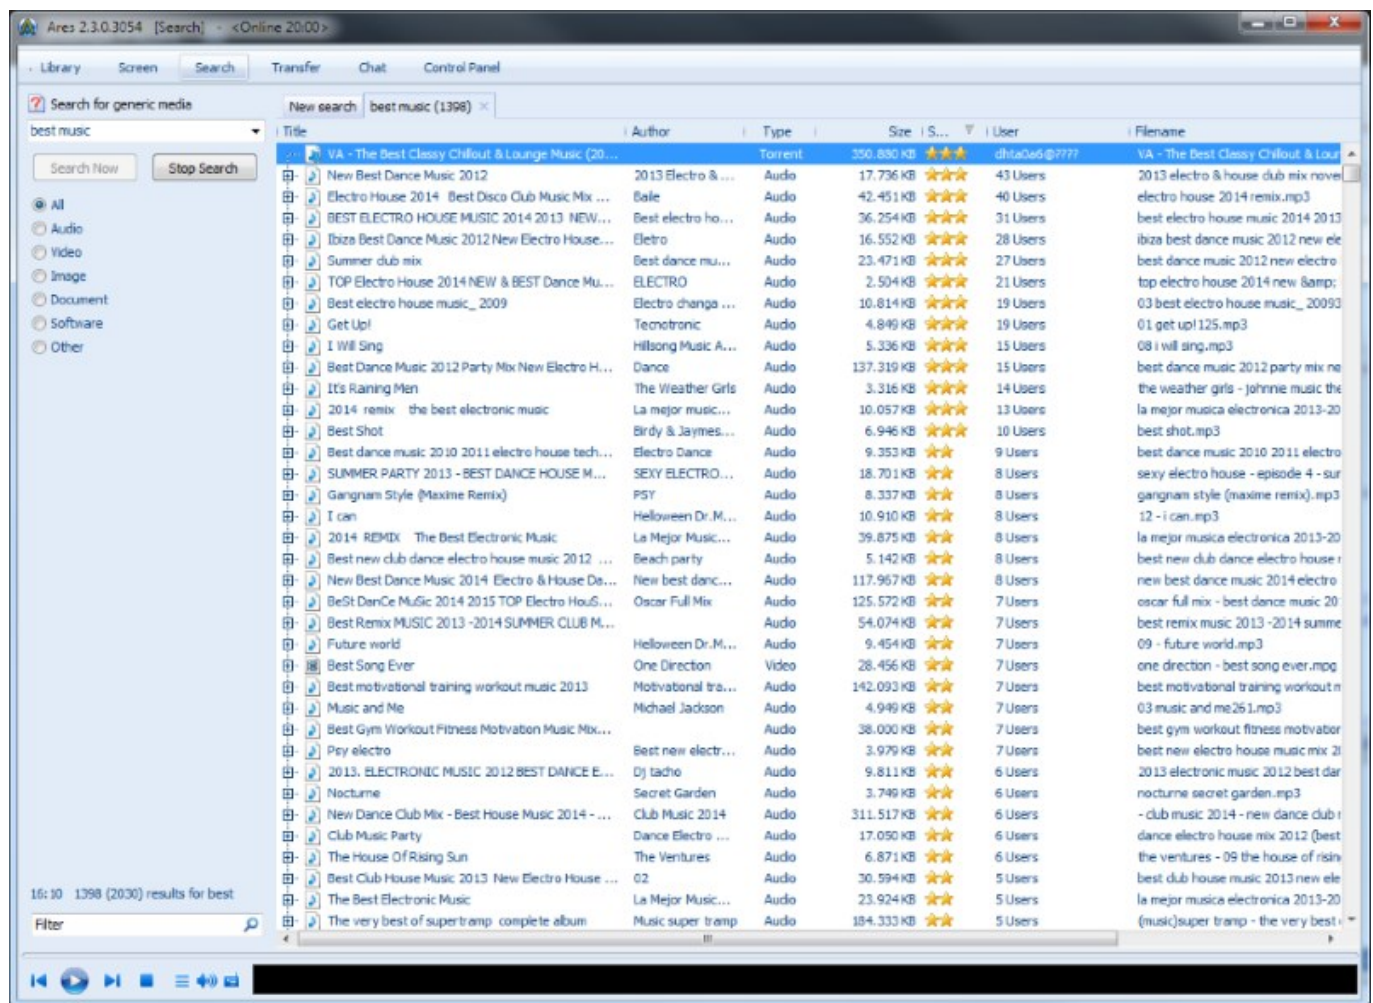 Ares 2.3.0.3054 [Search] - <Online 20:00>
Library Screen Search Transfer Chat Control Panel
Search for generic media
New search best music (1398)
best music
Title Author Type Size S... User Filename
Search Now Stop Search
All
Audio
Video
Image
Document
Software
Other
VA - The Best Classy Chillout & Lounge Music (20... Torrent 350.880 KB dhta0a6@???? VA - The Best Classy Chillout & Lour
New Best Dance Music 2012 2013 Electro & ... Audio 17.736 KB 43 Users 2013 electro & house club mix nove
Electro House 2014 Best Disco Club Music Mix ... Baile Audio 42.451 KB 40 Users electro house 2014 remix.mp3
BEST ELECTRO HOUSE MUSIC 2014 2013 NEW... Best electro ho... Audio 36.254 KB 31 Users best electro house music 2014 2013
Ibiza Best Dance Music 2012 New Electro House... Eletro Audio 16.552 KB 28 Users ibiza best dance music 2012 new ele
Summer club mix Best dance mu... Audio 23.471 KB 27 Users best dance music 2012 new electro
TOP Electro House 2014 NEW & BEST Dance Mu... ELECTRO Audio 2.504 KB 21 Users top electro house 2014 new &amp;
Best electro house music_ 2009 Electro changa ... Audio 10.814 KB 19 Users 03 best electro house music_ 20093
Get Up! Tecnotronic Audio 4.849 KB 19 Users 01 get up! 125.mp3
I Will Sing Hillsong Music A... Audio 5.336 KB 15 Users 08 i will sing.mp3
Best Dance Music 2012 Party Mix New Electro H... Dance Audio 137.319 KB 15 Users best dance music 2012 party mix ne
It's Raining Men The Weather Girls Audio 3.316 KB 14 Users the weather girls - johnnie music the
2014 remix the best electronic music La mejor music... Audio 10.057 KB 13 Users la mejor musica electronica 2013-20
Best Shot Birdy & Jaymes... Audio 6.946 KB 10 Users best shot.mp3
Best dance music 2010 2011 electro house tech... Electro Dance Audio 9.353 KB 9 Users best dance music 2010 2011 electro
SUMMER PARTY 2013 - BEST DANCE HOUSE M... SEXY ELECTRO... Audio 18.701 KB 8 Users sexy electro house - episode 4 - sur
Gangnam Style (Maxime Remix) PSY Audio 8.337 KB 8 Users gangnam style (maxime remix).mp3
I can Helloween Dr.M... Audio 10.910 KB 8 Users 12 - i can.mp3
2014 REMIX The Best Electronic Music La Mejor Music... Audio 39.875 KB 8 Users la mejor musica electronica 2013-20
Best new club dance electro house music 2012 ... Beach party Audio 5.142 KB 8 Users best new club dance electro house r
New Best Dance Music 2014 Electro & House Da... New best danc... Audio 117.967 KB 8 Users new best dance music 2014 electro
BeSt DanCe MuSic 2014 2015 TOP Electro HouS... Oscar Full Mix Audio 125.572 KB 7 Users oscar full mix - best dance music 20
Best Remix MUSIC 2013 -2014 SUMMER CLUB M... Audio 54.074 KB 7 Users best remix music 2013 -2014 summe
Future world Helloween Dr.M... Audio 9.454 KB 7 Users 09 - future world.mp3
Best Song Ever One Direction Video 28.456 KB 7 Users one direction - best song ever.mpg
Best motivational training workout music 2013 Motivational tra... Audio 142.093 KB 7 Users best motivational training workout m
Music and Me Michael Jackson Audio 4.949 KB 7 Users 03 music and me261.mp3
Best Gym Workout Fitness Motivation Music Mix... Audio 38.000 KB 7 Users best gym workout fitness motivation
Psy electro Best new electr... Audio 3.979 KB 7 Users best new electro house music mix 2
2013. ELECTRONIC MUSIC 2012 BEST DANCE E... Dj tacho Audio 9.811 KB 6 Users 2013 electronic music 2012 best dar
Nocturne Secret Garden Audio 3.749 KB 6 Users nocturne secret garden.mp3
New Dance Club Mix - Best House Music 2014 - ... Club Music 2014 Audio 311.517 KB 6 Users - club music 2014 - new dance club r
Club Music Party Dance Electro ... Audio 17.050 KB 6 Users dance electro house mix 2012 (best
The House Of Rising Sun The Ventures Audio 6.871 KB 6 Users the ventures - 09 the house of risin
Best Club House Music 2013 New Electro House ... 02 Audio 30.594 KB 5 Users best club house music 2013 new ele
The Best Electronic Music La Mejor Music... Audio 23.924 KB 5 Users la mejor musica electronica 2013-20
The very best of supertramp complete album Music super tramp Audio 184.333 KB 5 Users (music)super tramp - the very best
16:10 1398 (2030) results for best
Filter